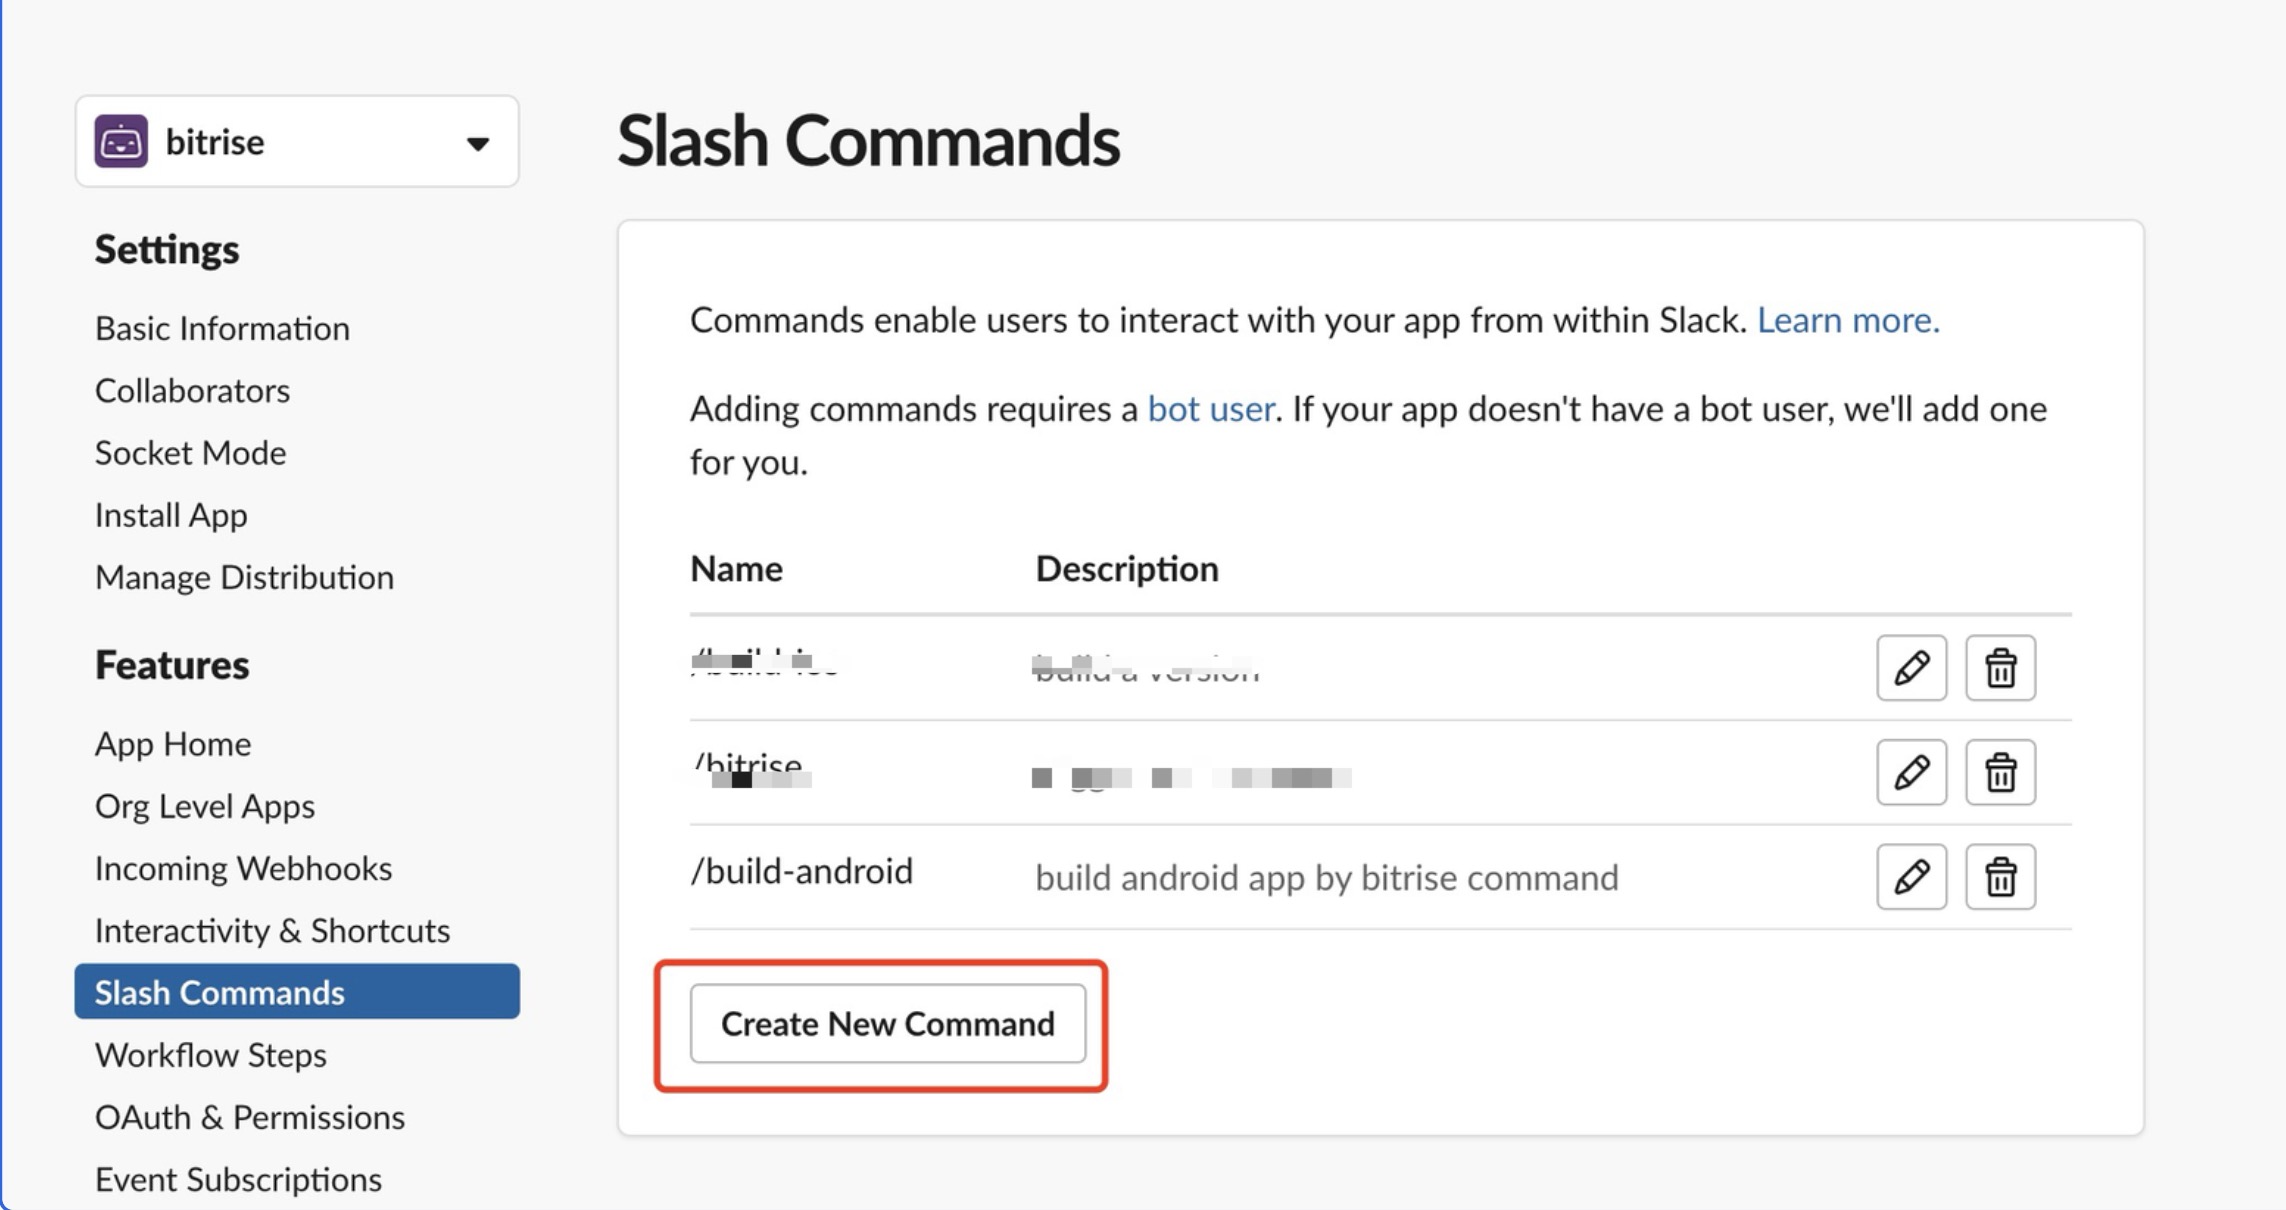 bitrise
Slash Commands
Settings
Basic Information
Collaborators
Socket Mode
Install App
Manage Distribution
Features
App Home
Org Level Apps
Incoming Webhooks
Interactivity & Shortcuts
Slash Commands
Workflow Steps
OAuth & Permissions
Event Subscriptions
Commands enable users to interact with your app from within Slack. Learn more.
Adding commands requires a bot user. If your app doesn't have a bot user, we'll add one
for you.
Name Description
/bitrise
/build-android build android app by bitrise command
Create New Command